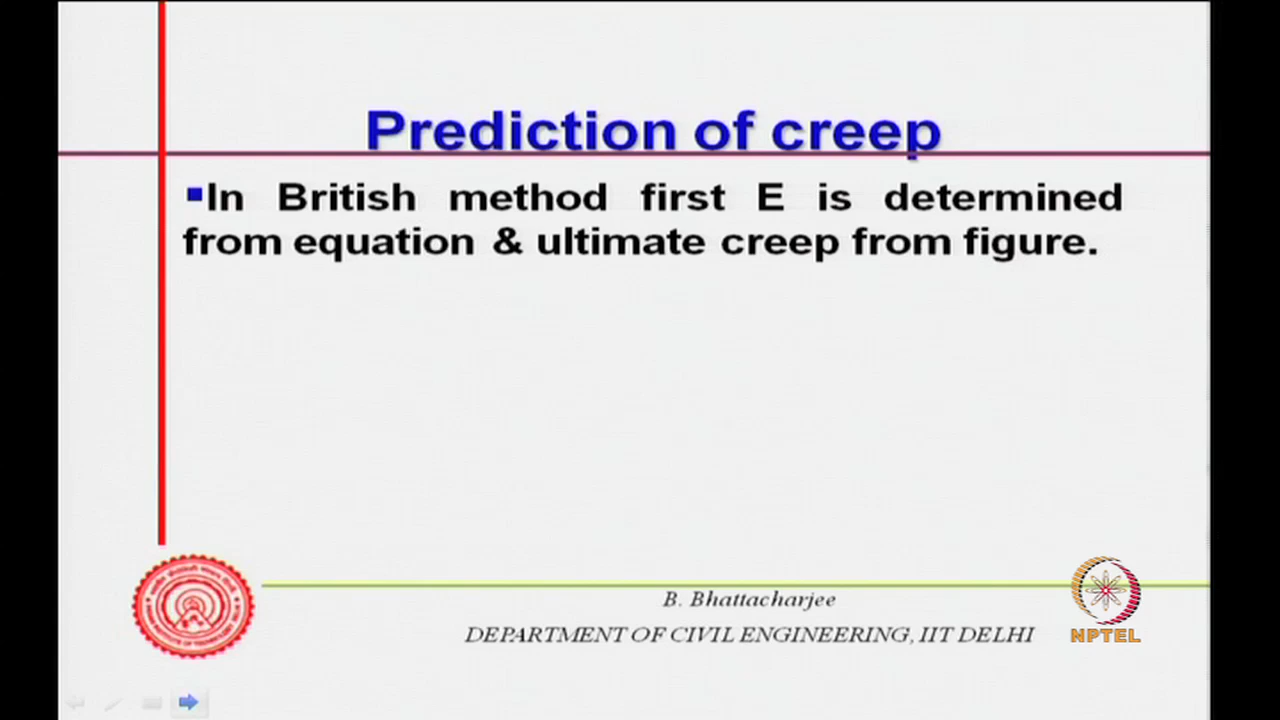 Prediction of creep
▪In British method first E is determined
from equation & ultimate creep from figure.
B. Bhattacharjee
DEPARTMENT OF CIVIL ENGINEERING, IIT DELHI
NPTEL